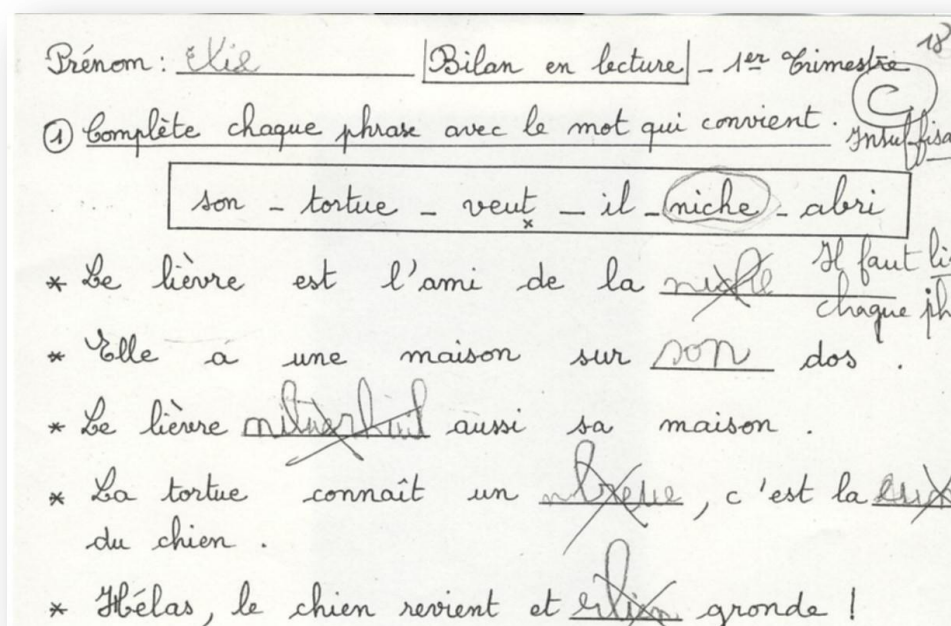 Prénom : Bilan en lecture - 1er Trimestre 18
C
① Complète chaque phrase avec le mot qui convient . Insuffisa
son - tortue - veut - il - niche - abri
Il faut
* Le lièvre est l'ami de la
chaque ph
* Elle a une maison sur son dos .
* Le lièvre aussi sa maison .
* La tortue connaît un , c'est la
du chien .
* Hélas, le chien revient et gronde !